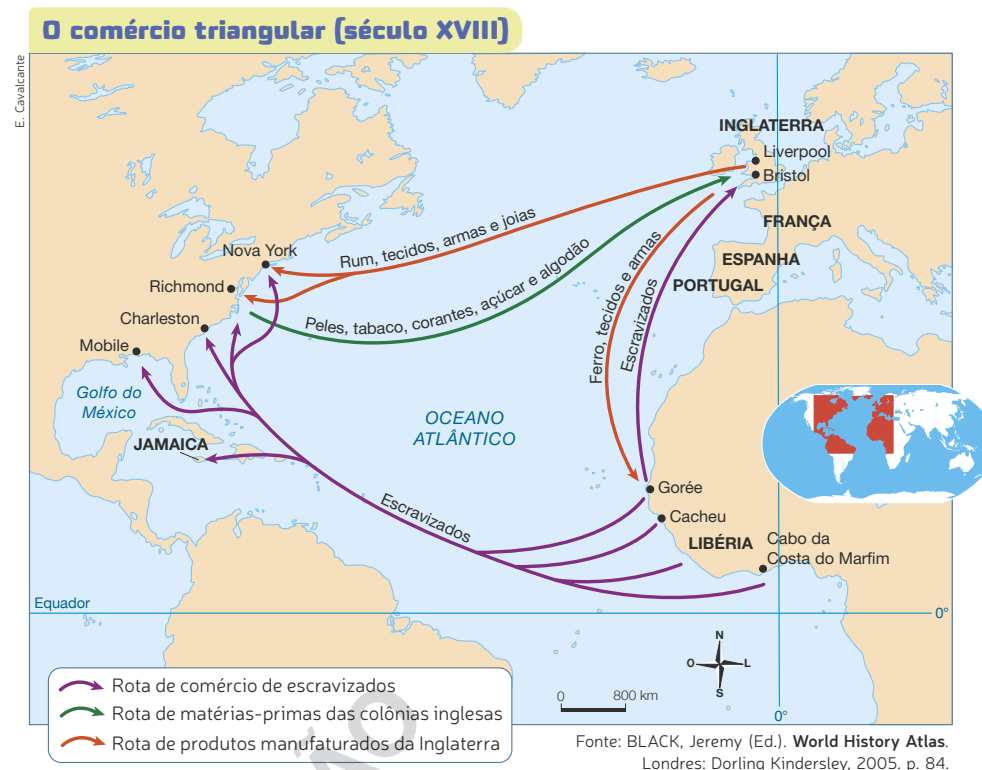 O comércio triangular (século XVIII)
E. Cavalcante
INGLATERRA
Liverpool
Bristol
FRANÇA
ESPANHA
PORTUGAL
Rum, tecidos, armas e joias
Nova York
Richmond
Peles, tabaco, corantes, açúcar e algodão
Charleston
Mobile
Ferro, tecidos e armas
Escravizados
Golfo do
México
OCEANO
ATLÂNTICO
JAMAICA
Escravizados
Gorée
Cacheu
LIBÉRIA
Cabo da
Costa do Marfim
Equador
0°
N
O
L
S
0
800 km
0°
Rota de comércio de escravizados
Rota de matérias-primas das colônias inglesas
Rota de produtos manufaturados da Inglaterra
Fonte: BLACK, Jeremy (Ed.). World History Atlas.
Londres: Dorling Kindersley, 2005. p. 84.